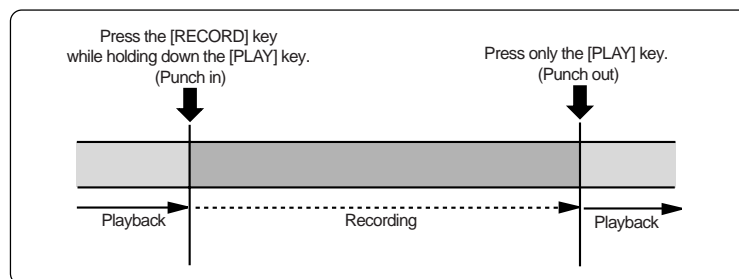 Press the [RECORD] key
while holding down the [PLAY] key.
(Punch in)
Press only the [PLAY] key.
(Punch out)
Playback
Recording
Playback